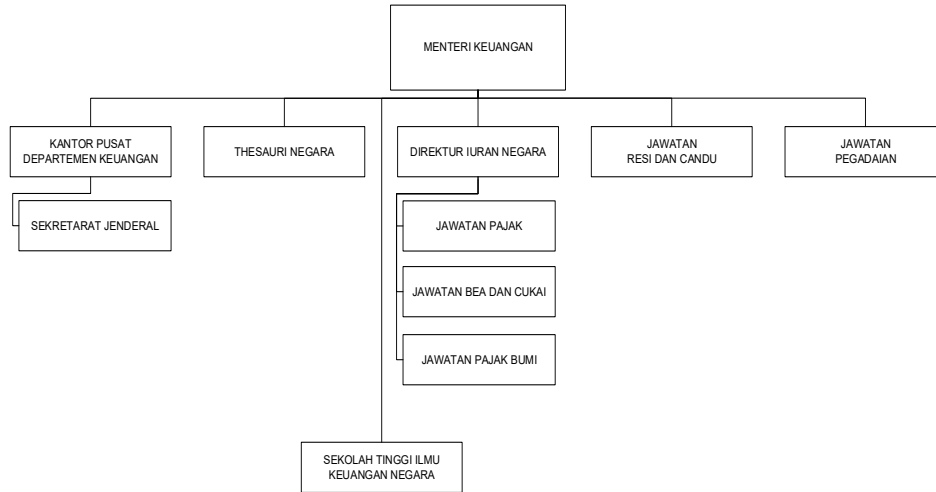 MENTERI KEUANGAN
KANTOR PUSAT
DEPARTEMEN KEUANGAN
THESAURI NEGARA
DIREKTUR IURAN NEGARA
JAWATAN
RESI DAN CANDU
JAWATAN
PEGADAIAN
SEKRETARAT JENDERAL
JAWATAN PAJAK
JAWATAN BEA DAN CUKAI
JAWATAN PAJAK BUMI
SEKOLAH TINGGI ILMU
KEUANGAN NEGARA